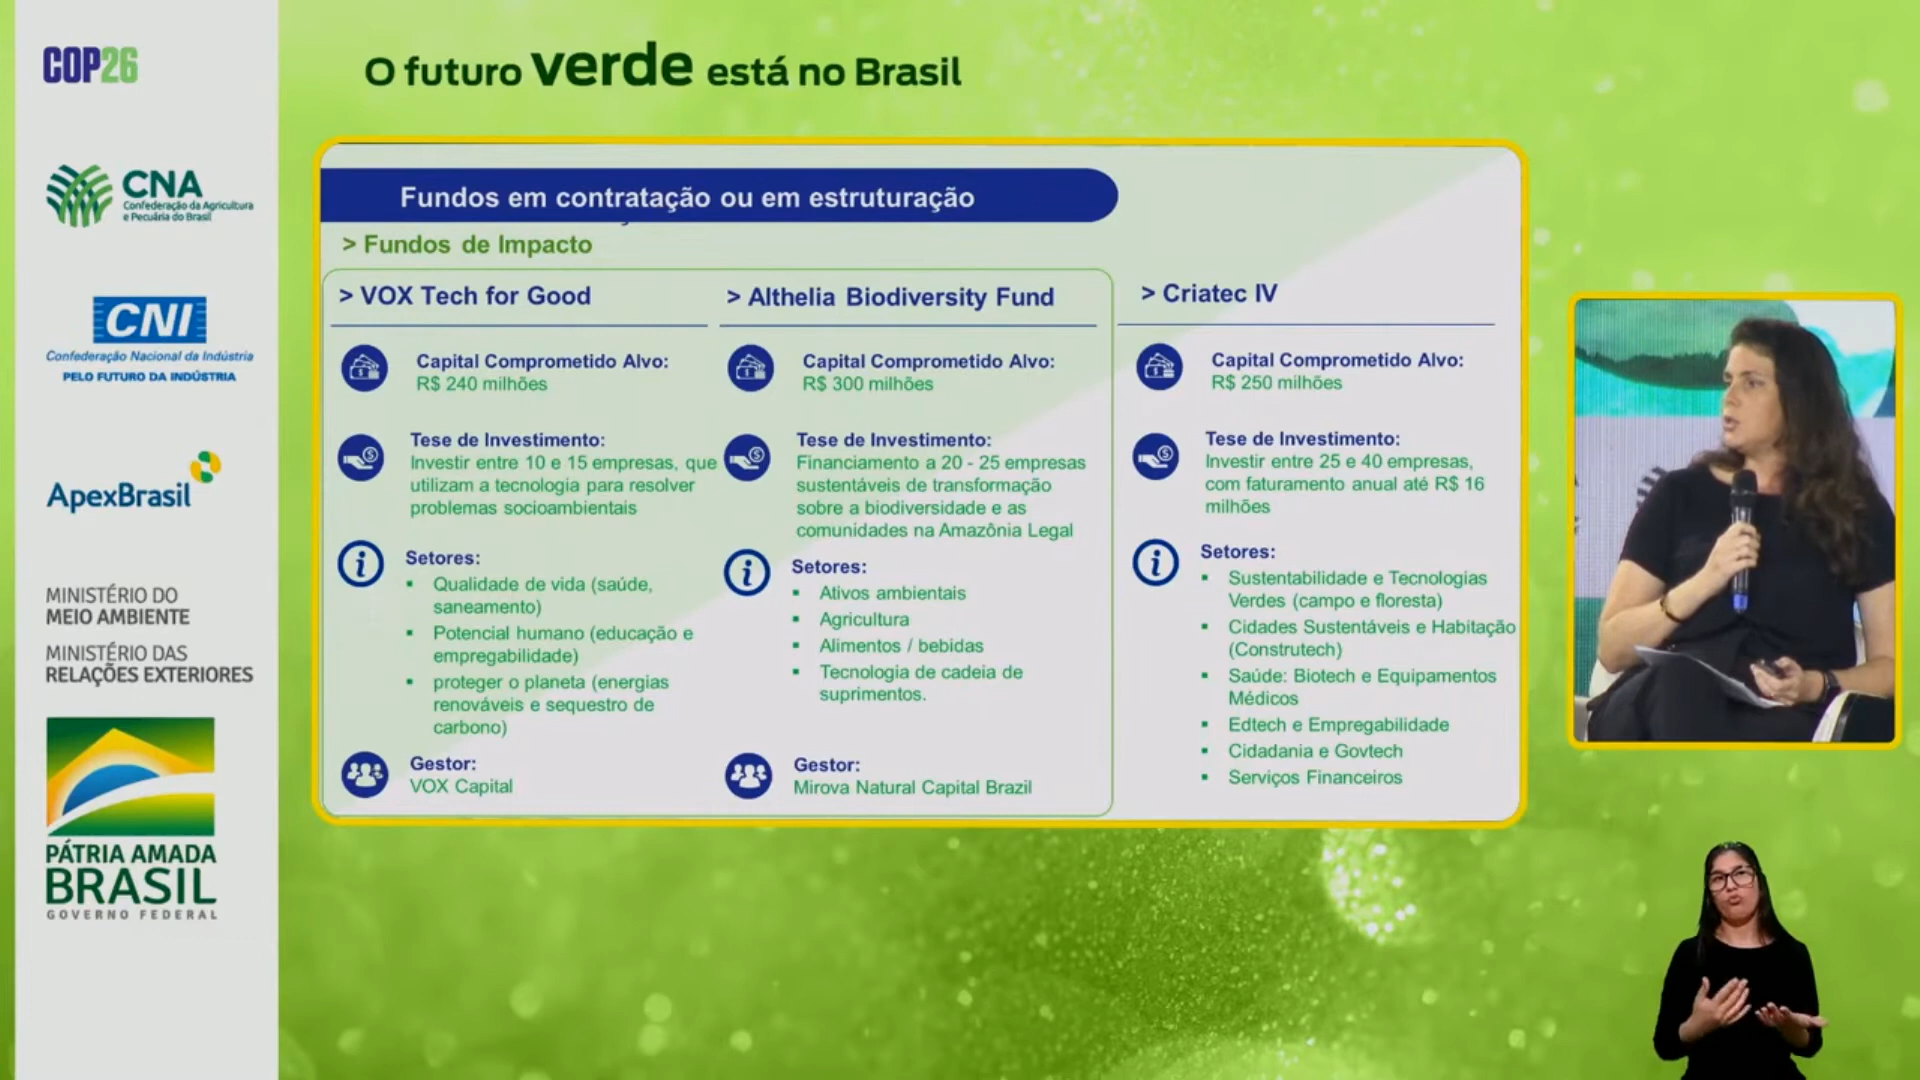 COP26
O futuro verde está no Brasil
CNA
Confederação da Agricultura
e Pecuária do Brasil
CNI
Confederação Nacional da Indústria
PELO FUTURO DA INDÚSTRIA
ApexBrasil
MINISTÉRIO DO
MEIO AMBIENTE
MINISTÉRIO DAS
RELAÇÕES EXTERIORES
PÁTRIA AMADA
BRASIL
GOVERNO FEDERAL
Fundos em contratação ou em estruturação
> Fundos de Impacto
> VOX Tech for Good
Capital Comprometido Alvo:
R$ 240 milhões
Tese de Investimento:
Investir entre 10 e 15 empresas, que
utilizam a tecnologia para resolver
problemas socioambientais
Setores:
▪ Qualidade de vida (saúde,
saneamento)
▪ Potencial humano (educação e
empregabilidade)
▪ proteger o planeta (energias
renováveis e sequestro de
carbono)
Gestor:
VOX Capital
> Althelia Biodiversity Fund
Capital Comprometido Alvo:
R$ 300 milhões
Tese de Investimento:
Financiamento a 20 - 25 empresas
sustentáveis de transformação
sobre a biodiversidade e as
comunidades na Amazônia Legal
Setores:
▪ Ativos ambientais
▪ Agricultura
▪ Alimentos / bebidas
▪ Tecnologia de cadeia de
suprimentos.
Gestor:
Mirova Natural Capital Brazil
> Criatec IV
Capital Comprometido Alvo:
R$ 250 milhões
Tese de Investimento:
Investir entre 25 e 40 empresas,
com faturamento anual até R$ 16
milhões
Setores:
▪ Sustentabilidade e Tecnologias
Verdes (campo e floresta)
▪ Cidades Sustentáveis e Habitação
(Construtech)
▪ Saúde: Biotech e Equipamentos
Médicos
▪ Edtech e Empregabilidade
▪ Cidadania e Govtech
▪ Serviços Financeiros